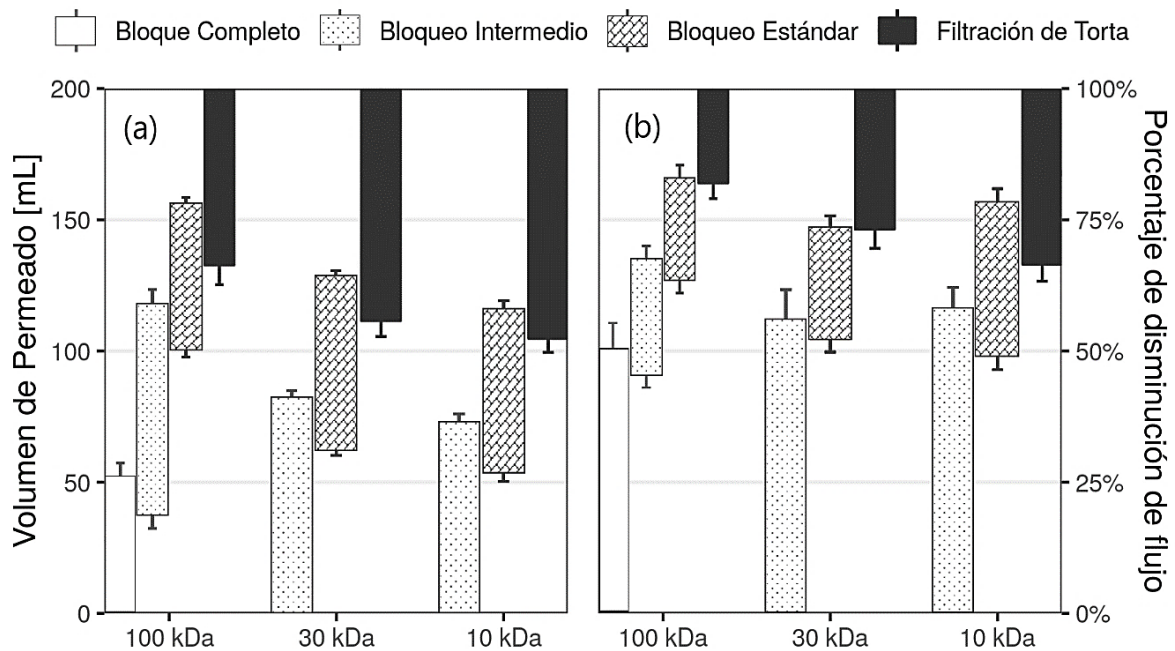 Bloque Completo Bloqueo Intermedio Bloqueo Estándar Filtración de Torta
Volumen de Permeado [mL]
200
150
100
50
0
(a)
100 kDa 30 kDa 10 kDa
(b)
100 kDa 30 kDa 10 kDa
100%
75%
50%
25%
0%
Porcentaje de disminución de flujo